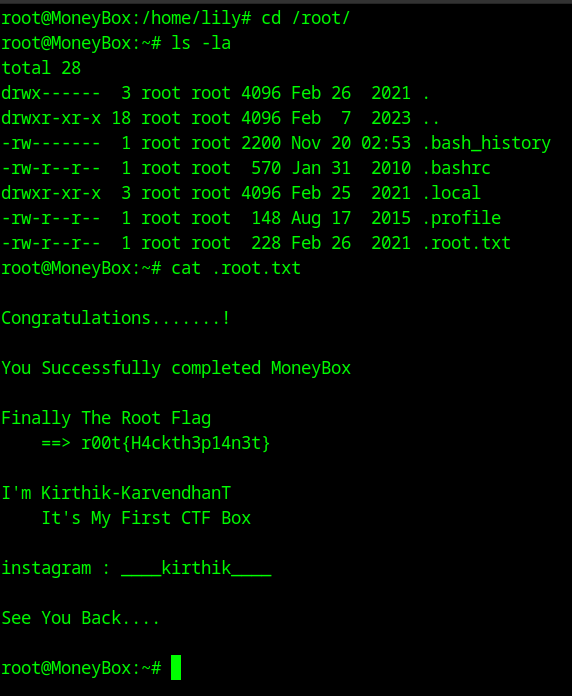 root@MoneyBox:/home/lily# cd /root/
root@MoneyBox:~# ls -la
total 28
drwx------  3 root root 4096 Feb 26  2021 .
drwxr-xr-x 18 root root 4096 Feb  7  2023 ..
-rw-------  1 root root 2200 Nov 20 02:53 .bash_history
-rw-r--r--  1 root root  570 Jan 31  2010 .bashrc
drwxr-xr-x  3 root root 4096 Feb 25  2021 .local
-rw-r--r--  1 root root  148 Aug 17  2015 .profile
-rw-r--r--  1 root root  228 Feb 26  2021 .root.txt
root@MoneyBox:~# cat .root.txt
Congratulations.......!
You Successfully completed MoneyBox
Finally The Root Flag
    ==> r00t{H4ckth3p14n3t}
I'm Kirthik-KarvendhanT
    It's My First CTF Box
instagram : ____kirthik____
See You Back....
root@MoneyBox:~#